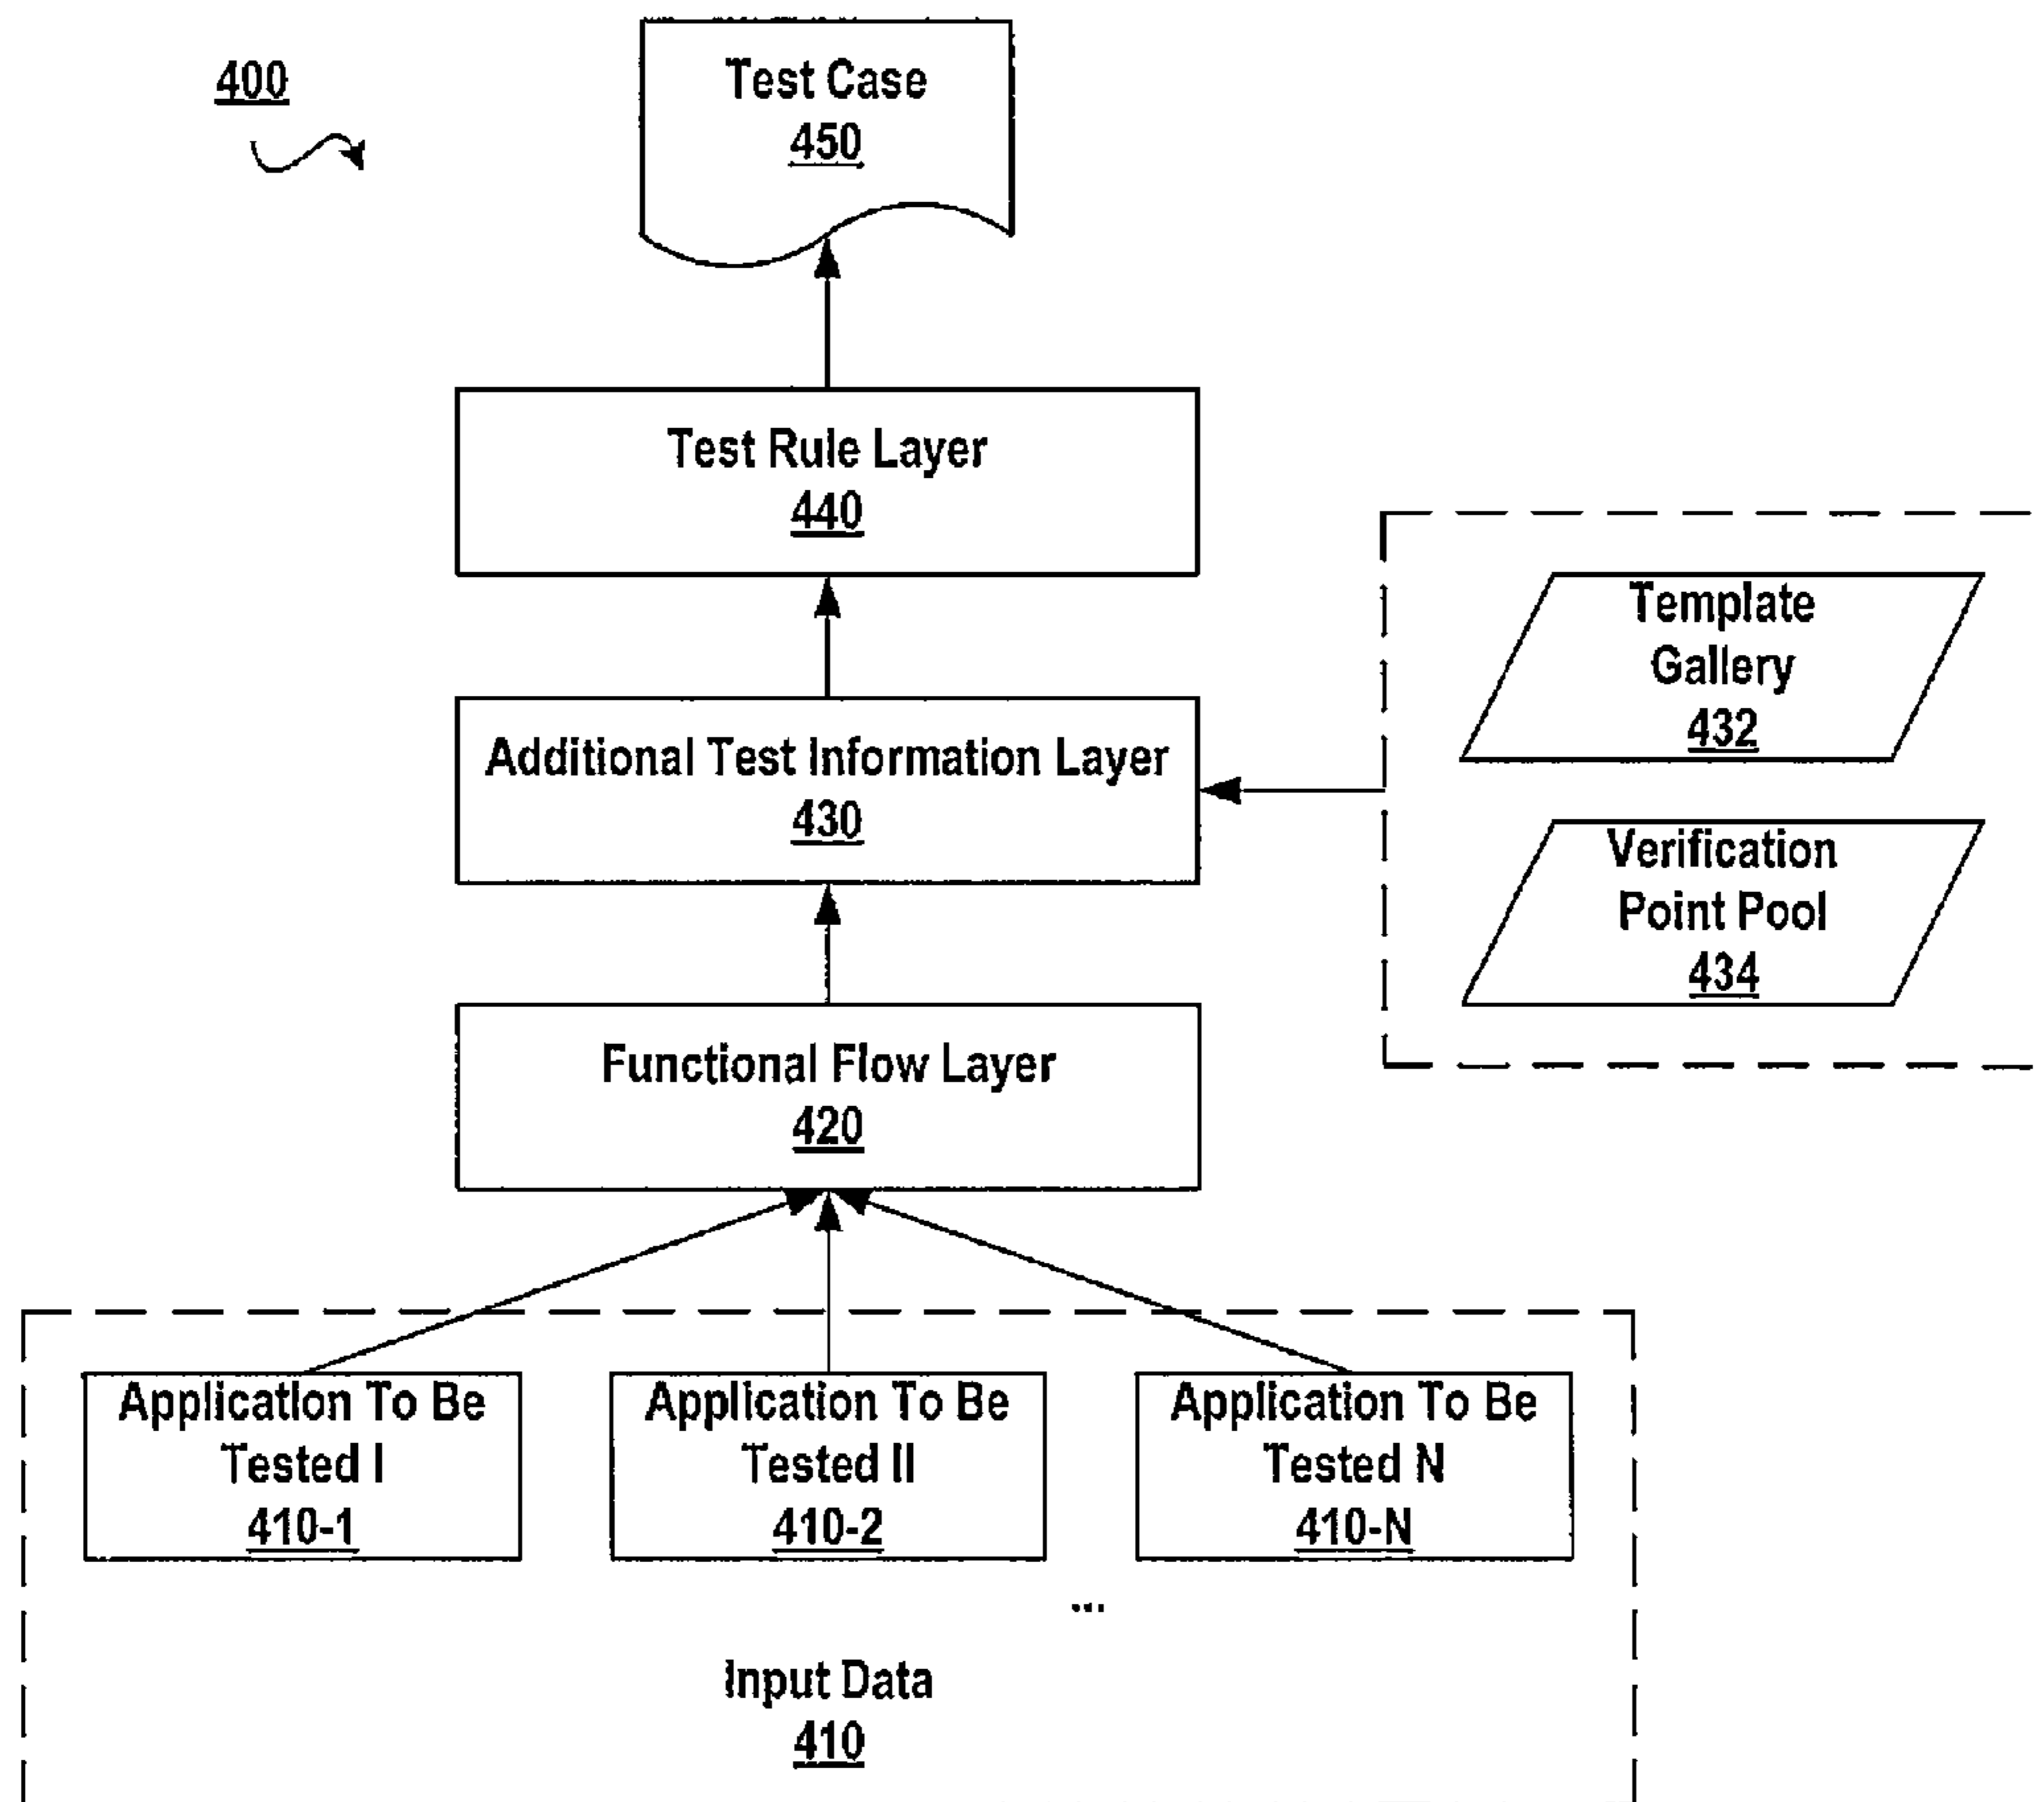 400
Test Case
450
Test Rule Layer
440
Additional Test Information Layer
430
Template
Gallery
432
Verification
Point Pool
434
Functional Flow Layer
420
Application To Be
Tested I
410-1
Application To Be
Tested II
410-2
Application To Be
Tested N
410-N
...
Input Data
410